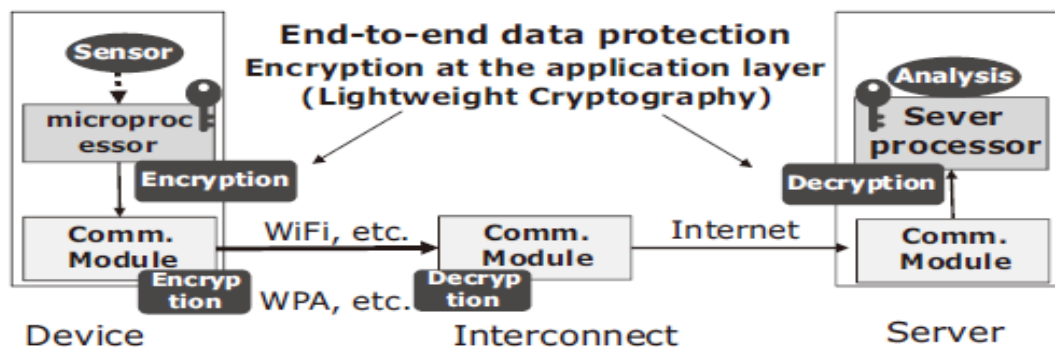 End-to-end data protection
Encryption at the application layer
(Lightweight Cryptography)
Sensor
microproc
essor
Encryption
Comm.
Module
Encryp
tion
Device
WiFi, etc.
WPA, etc.
Comm.
Module
Decryp
tion
Interconnect
Internet
Analysis
Sever
processor
Decryption
Comm.
Module
Server